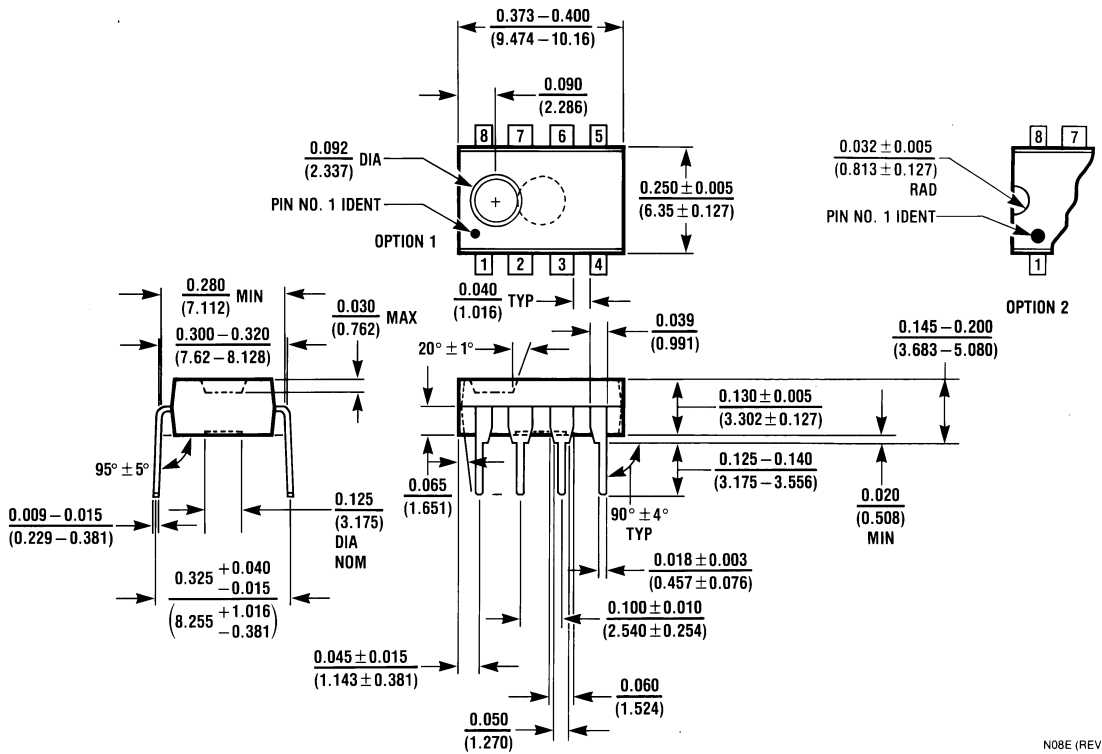 0.373 – 0.400
(9.474 – 10.16)
0.090
(2.286)
8 7 6 5
0.092 DIA
(2.337)
PIN NO. 1 IDENT
OPTION 1
0.250 ± 0.005
(6.35 ± 0.127)
1 2 3 4
0.032 ± 0.005
(0.813 ± 0.127)
RAD
PIN NO. 1 IDENT
8 7
1
OPTION 2
0.280 MIN
(7.112)
0.300 – 0.320
(7.62 – 8.128)
0.030 MAX
(0.762)
0.040 TYP
(1.016)
0.039
(0.991)
20° ± 1°
0.145 – 0.200
(3.683 – 5.080)
0.130 ± 0.005
(3.302 ± 0.127)
0.125 – 0.140
(3.175 – 3.556)
0.020
(0.508)
MIN
95° ± 5°
0.009 – 0.015
(0.229 – 0.381)
0.125
(3.175)
DIA
NOM
0.065
(1.651)
90° ± 4°
TYP
0.018 ± 0.003
(0.457 ± 0.076)
0.325 +0.040
–0.015
(8.255 +1.016
–0.381)
0.100 ± 0.010
(2.540 ± 0.254)
0.045 ± 0.015
(1.143 ± 0.381)
0.060
(1.524)
0.050
(1.270)
N08E (REV